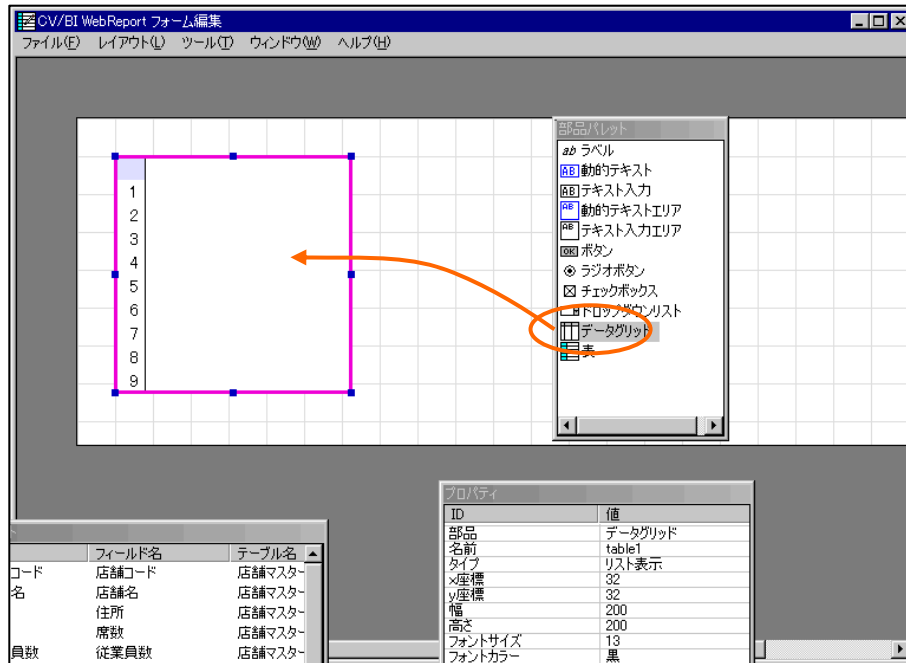 CV/BI WebReport フォーム編集
ファイル(F) レイアウト(L) ツール(T) ウィンドウ(W) ヘルプ(H)
部品パレット
ab ラベル
AB 動的テキスト
AB テキスト入力
AB 動的テキストエリア
AB テキスト入力エリア
OK ボタン
ラジオボタン
チェックボックス
ドロップダウンリスト
データグリッド
表
1
2
3
4
5
6
7
8
9
プロパティ
ID 値
部品 データグリッド
名前 table1
タイプ リスト表示
x座標 32
y座標 32
幅 200
高さ 200
フォントサイズ 13
フォントカラー 黒
フィールド名 テーブル名
コード 店舗コード 店舗マスター
名 店舗名 店舗マスター
住所 店舗マスター
席数 店舗マスター
員数 従業員数 店舗マスター